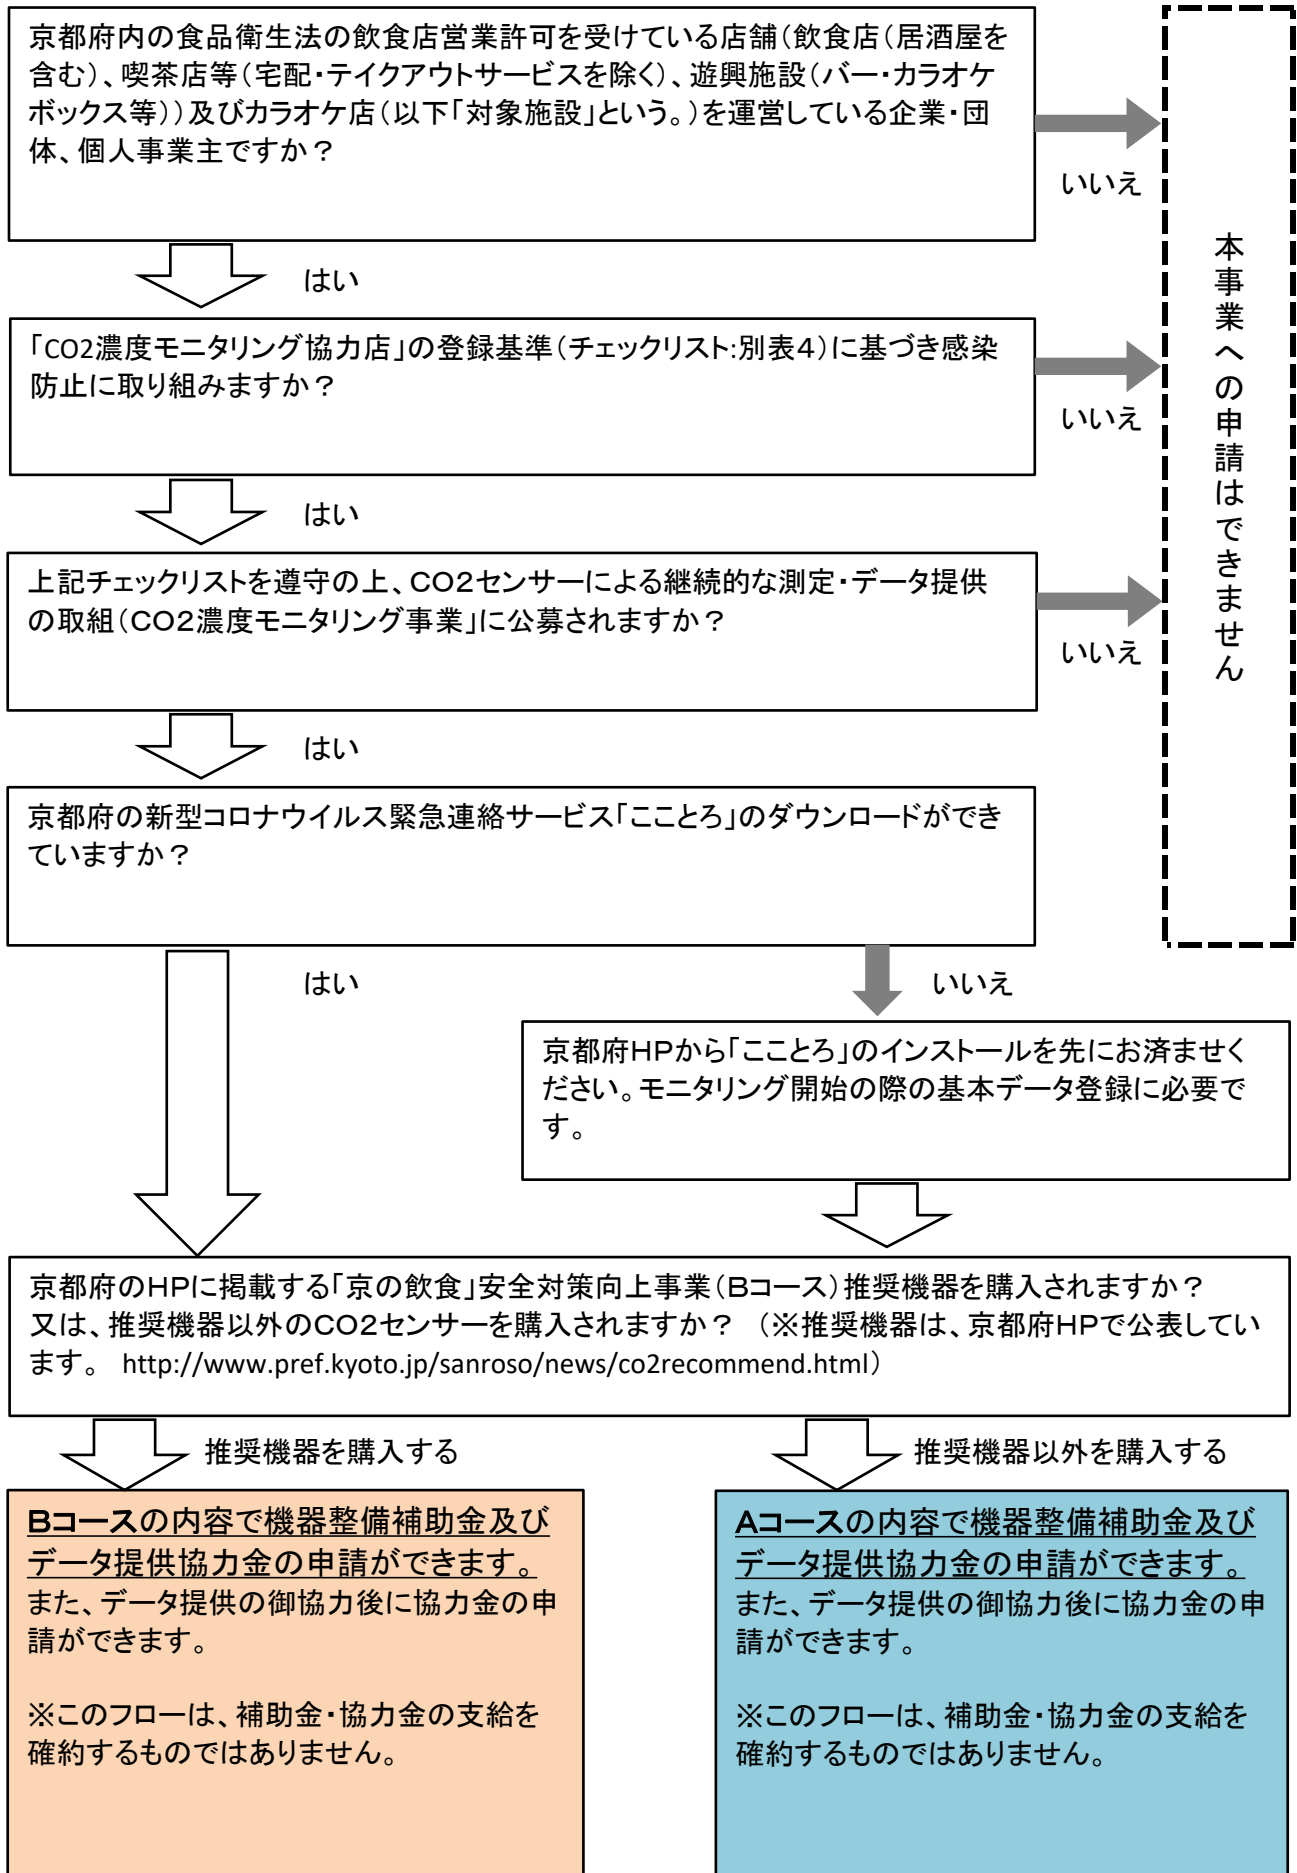 京都府内の食品衛生法の飲食店営業許可を受けている店舗（飲食店（居酒屋を
含む）、喫茶店等（宅配・テイクアウトサービスを除く）、遊興施設（バー・カラオケ
ボックス等））及びカラオケ店（以下「対象施設」という。）を運営している企業・団
体、個人事業主ですか？
いいえ
はい
「CO2濃度モニタリング協力店」の登録基準（チェックリスト:別表４）に基づき感染
防止に取り組みますか？
いいえ
はい
上記チェックリストを遵守の上、ＣＯ２センサーによる継続的な測定・データ提供
の取組（ＣＯ２濃度モニタリング事業」に公募されますか？
いいえ
はい
本事業への申請はできません
京都府の新型コロナウイルス緊急連絡サービス「こことろ」のダウンロードができ
ていますか？
はい
いいえ
京都府ＨＰから「こことろ」のインストールを先にお済ませく
ださい。モニタリング開始の際の基本データ登録に必要で
す。
京都府のＨＰに掲載する「京の飲食」安全対策向上事業（Ｂコース）推奨機器を購入されますか？
又は、推奨機器以外のＣＯ２センサーを購入されますか？　（※推奨機器は、京都府ＨＰで公表してい
ます。　http://www.pref.kyoto.jp/sanroso/news/co2recommend.html）
推奨機器を購入する
推奨機器以外を購入する
Ｂコースの内容で機器整備補助金及び
データ提供協力金の申請ができます。
また、データ提供の御協力後に協力金の申
請ができます。
※このフローは、補助金・協力金の支給を
確約するものではありません。
Ａコースの内容で機器整備補助金及び
データ提供協力金の申請ができます。
また、データ提供の御協力後に協力金の申
請ができます。
※このフローは、補助金・協力金の支給を
確約するものではありません。